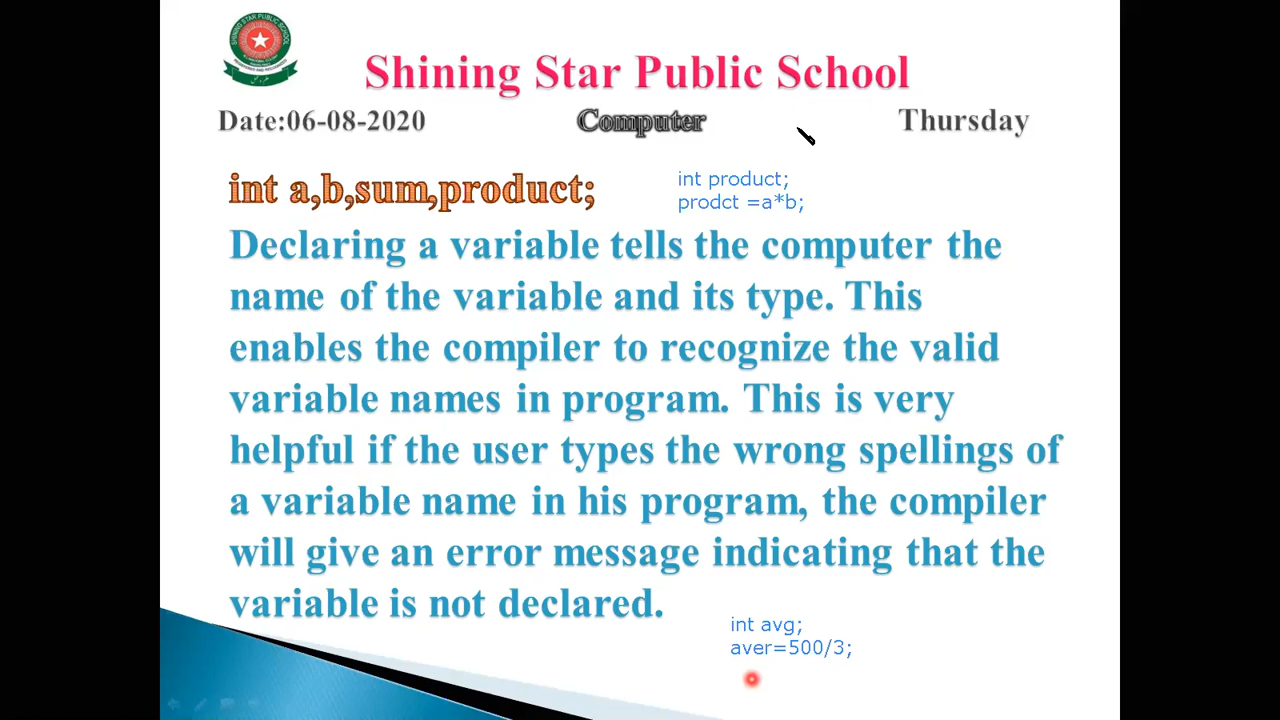 SHINING STAR PUBLIC SCHOOL
Shining Star Public School
Date:06-08-2020 Computer Thursday
int a,b,sum,product;
int product;
prodct =a*b;
Declaring a variable tells the computer the
name of the variable and its type. This
enables the compiler to recognize the valid
variable names in program. This is very
helpful if the user types the wrong spellings of
a variable name in his program, the compiler
will give an error message indicating that the
variable is not declared.
int avg;
aver=500/3;